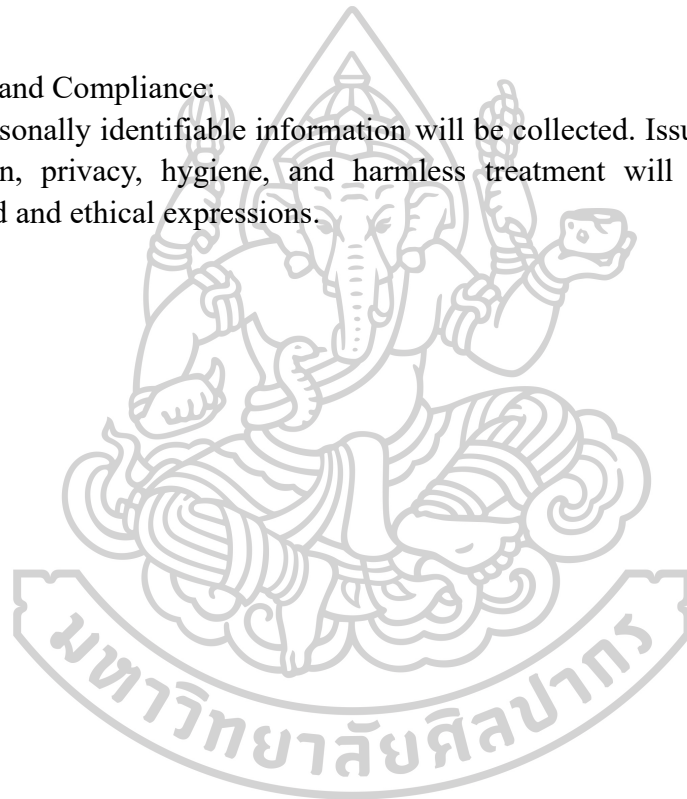 and Compliance:
sonally identifiable information will be collected. Issu
n, privacy, hygiene, and harmless treatment will
d and ethical expressions.
มหาวิทยาลัยศิลปากร